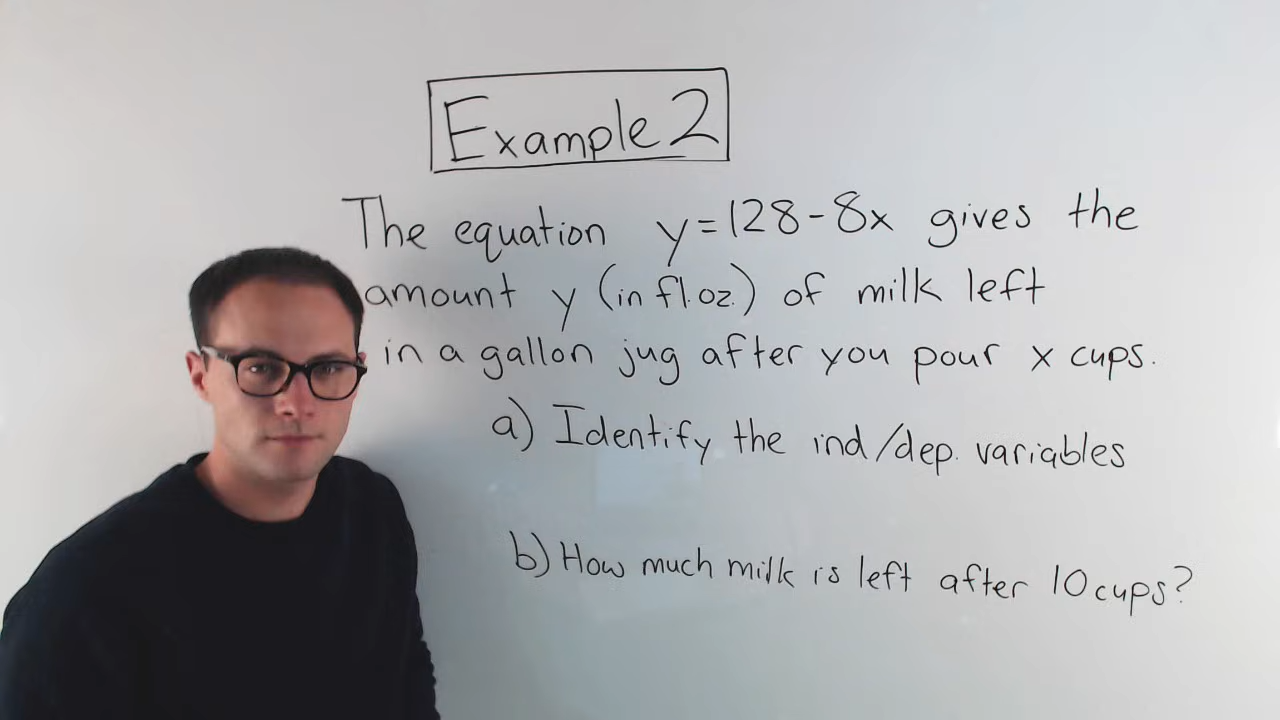 Example 2
The equation y=128-8x gives the
amount y (in fl.oz.) of milk left
in a gallon jug after you pour x cups.
a) Identify the ind/dep. variables
b) How much milk is left after 10 cups?